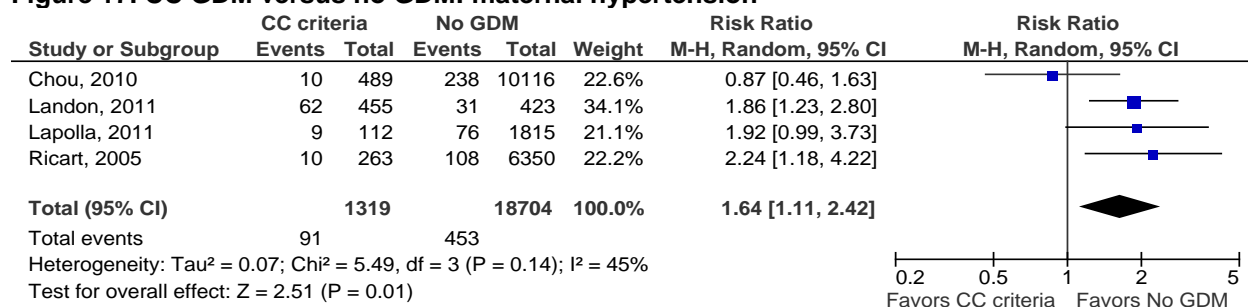 Figure 17. CC GDM versus no GDM: maternal hypertension
CC criteria No GDM Risk Ratio Risk Ratio
Study or Subgroup Events Total Events Total Weight M-H, Random, 95% CI M-H, Random, 95% CI
Chou, 2010 10 489 238 10116 22.6% 0.87 [0.46, 1.63]
Landon, 2011 62 455 31 423 34.1% 1.86 [1.23, 2.80]
Lapolla, 2011 9 112 76 1815 21.1% 1.92 [0.99, 3.73]
Ricart, 2005 10 263 108 6350 22.2% 2.24 [1.18, 4.22]
Total (95% CI) 1319 18704 100.0% 1.64 [1.11, 2.42]
Total events 91 453
Heterogeneity: Tau² = 0.07; Chi² = 5.49, df = 3 (P = 0.14); I² = 45%
Test for overall effect: Z = 2.51 (P = 0.01)
0.2 0.5 1 2 5
Favors CC criteria Favors No GDM